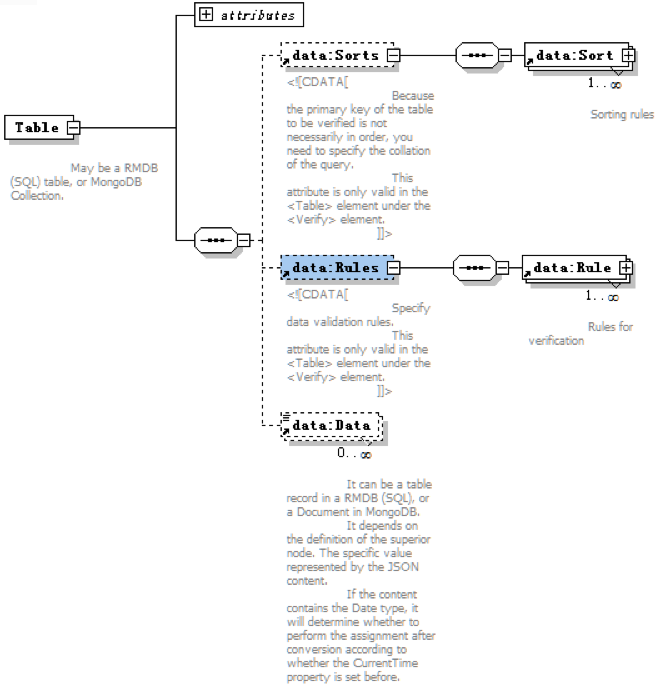 attributes
data:Sorts
data:Sort
1..∞
<![CDATA[
Because
the primary key of the table
to be verified is not
necessarily in order, you
need to specify the collation
of the query.
This
attribute is only valid in the
<Table> element under the
<Verify> element.
]]>
Sorting rules
Table
May be a RMDB
(SQL) table, or MongoDB
Collection.
data:Rules
data:Rule
1..∞
<![CDATA[
Specify
data validation rules.
This
attribute is only valid in the
<Table> element under the
<Verify> element.
]]>
Rules for
verification
data:Data
0..∞
It can be a table
record in a RMDB (SQL), or
a Document in MongoDB.
It depends on
the definition of the superior
node. The specific value
represented by the JSON
content.
If the content
contains the Date type, it
will determine whether to
perform the assignment after
conversion according to
whether the CurrentTime
property is set before.